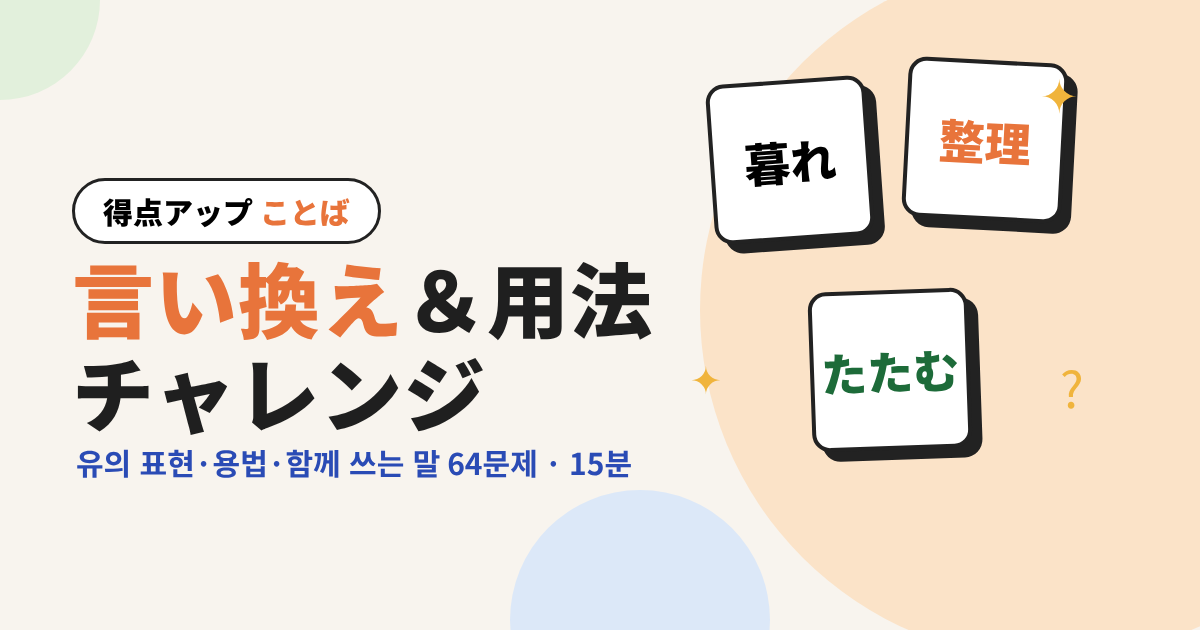 得点アップ ことば
言い換え＆用法
チャレンジ
유의 표현·용법·함께 쓰는 말 64문제 · 15분
暮れ
整理
たたむ
?